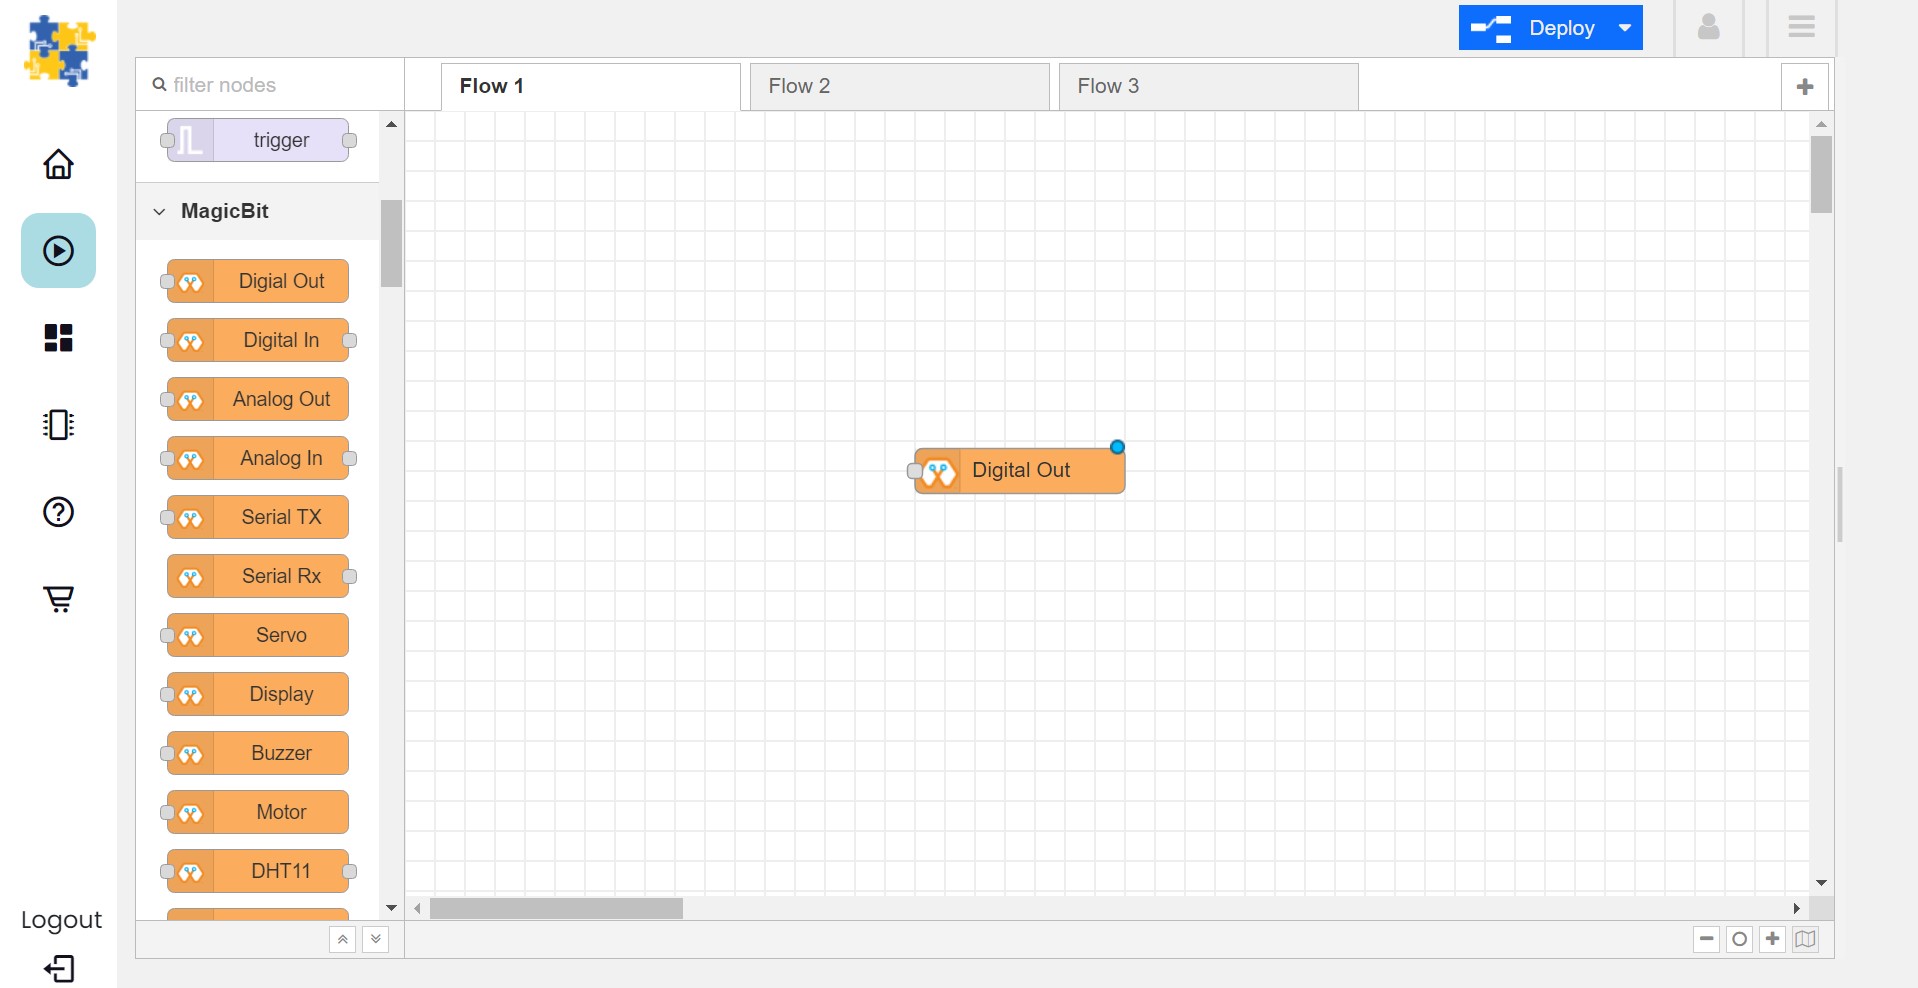 Deploy
filter nodes
Flow 1
Flow 2
Flow 3
trigger
MagicBit
Digial Out
Digital In
Analog Out
Analog In
Serial TX
Serial Rx
Servo
Display
Buzzer
Motor
DHT11
Digital Out
Logout